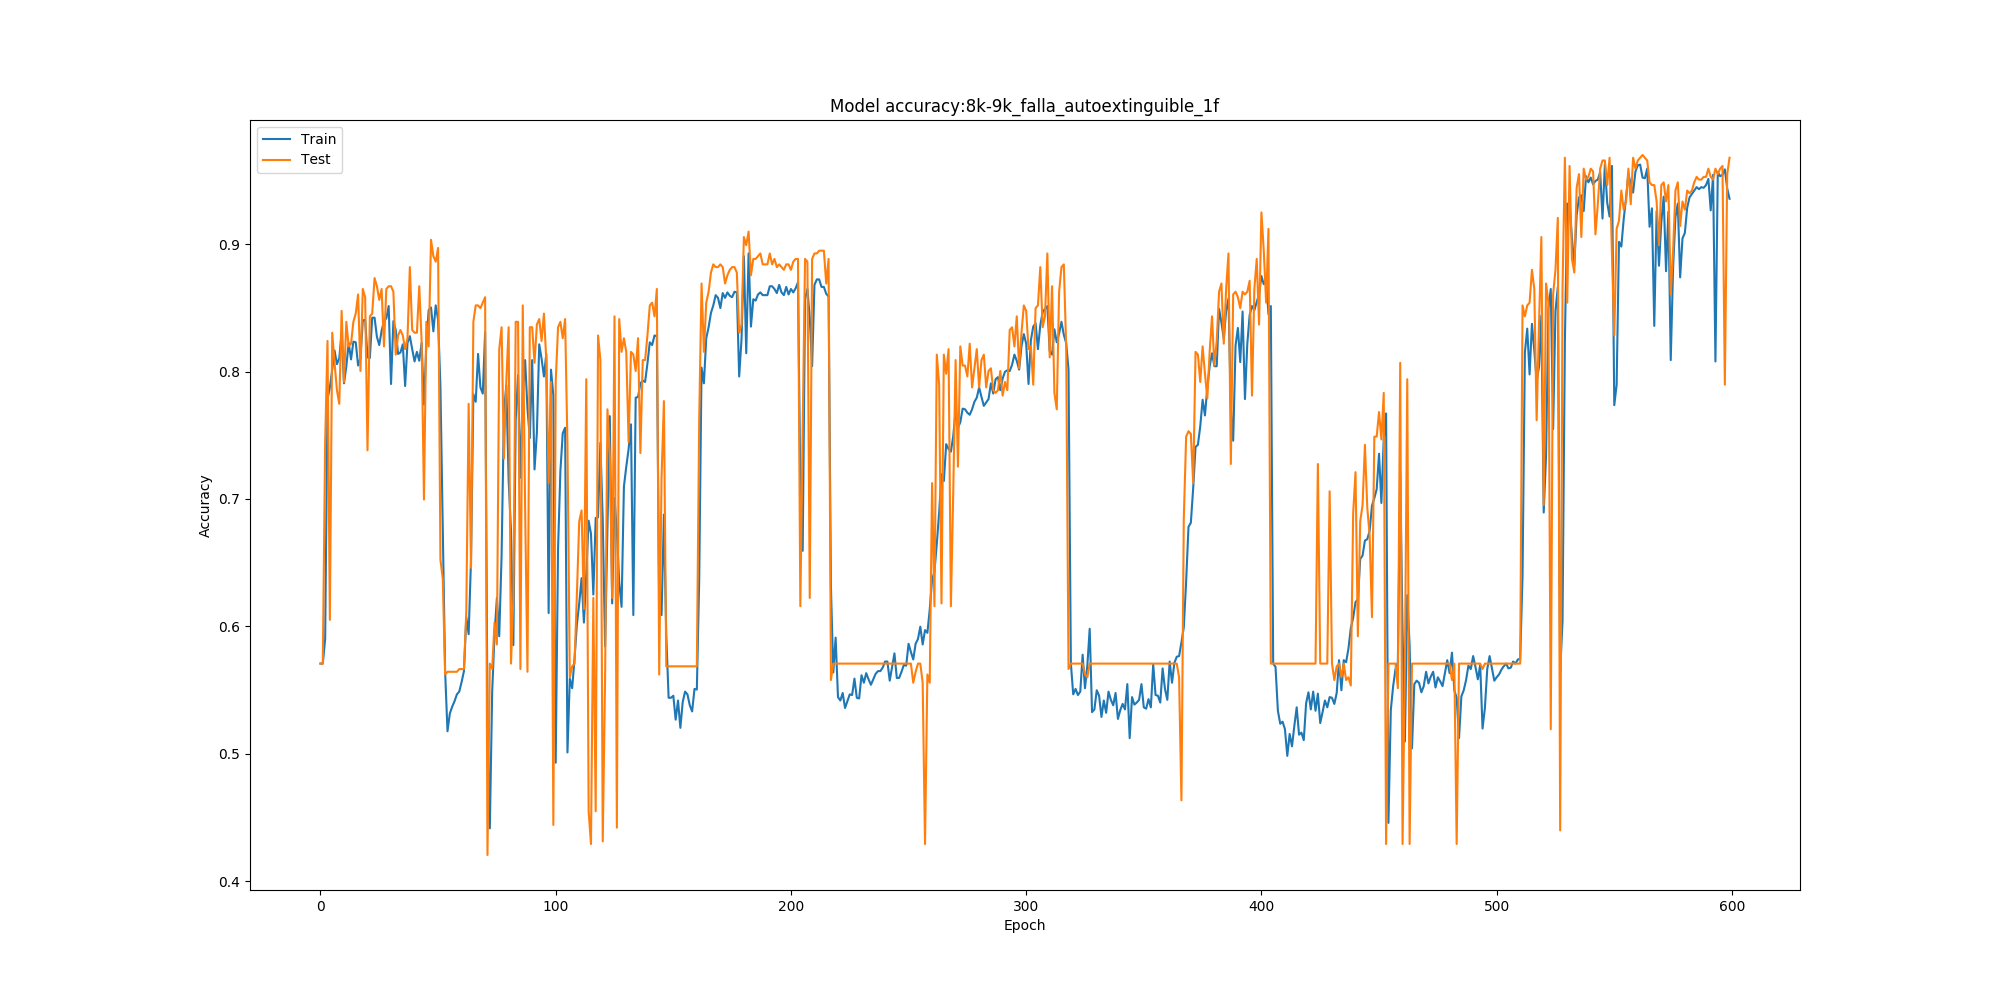 Model accuracy:8k-9k_falla_autoextinguible_1f
Train
Test
0.9
0.8
0.7
0.6
0.5
0.4
Accuracy
0 100 200 300 400 500 600
Epoch